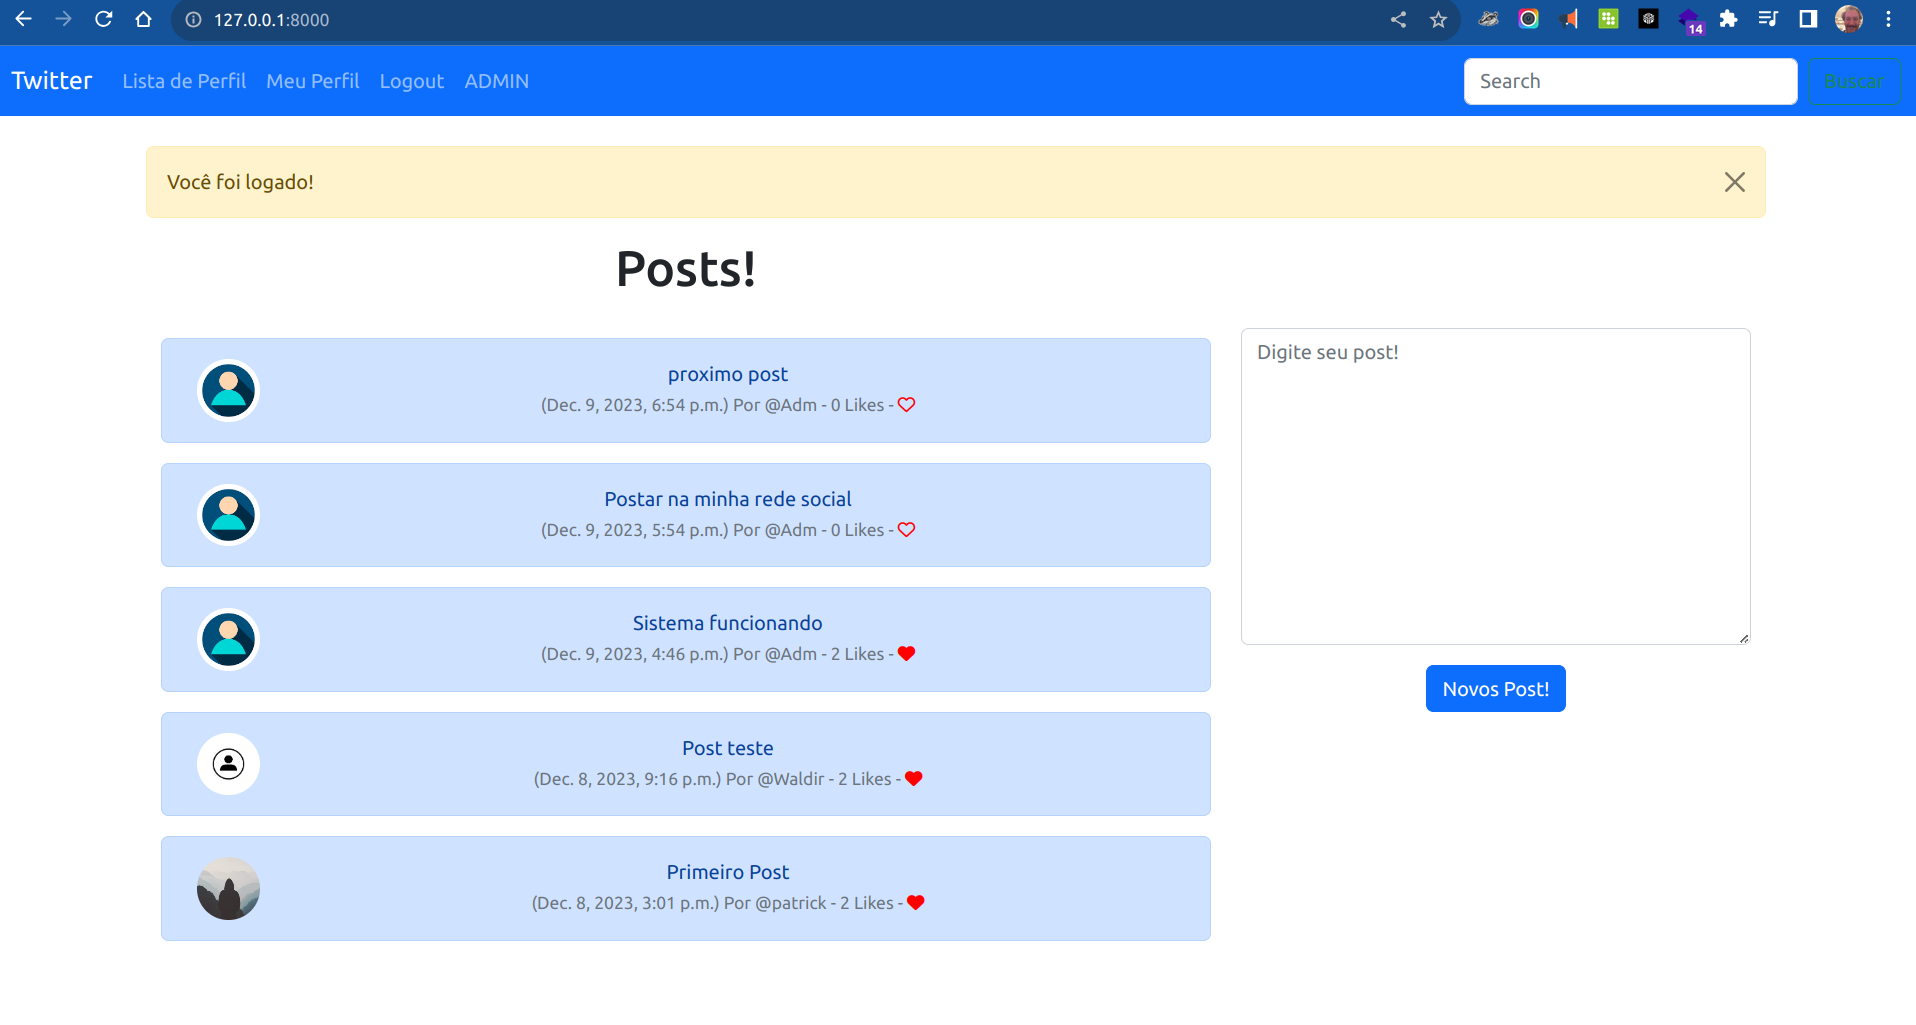 127.0.0.1:8000
14
Twitter Lista de Perfil Meu Perfil Logout ADMIN Search Buscar
Você foi logado!
Posts!
proximo post
(Dec. 9, 2023, 6:54 p.m.) Por @Adm - 0 Likes -
Postar na minha rede social
(Dec. 9, 2023, 5:54 p.m.) Por @Adm - 0 Likes -
Sistema funcionando
(Dec. 9, 2023, 4:46 p.m.) Por @Adm - 2 Likes -
Post teste
(Dec. 8, 2023, 9:16 p.m.) Por @Waldir - 2 Likes -
Primeiro Post
(Dec. 8, 2023, 3:01 p.m.) Por @patrick - 2 Likes -
Digite seu post!
Novos Post!